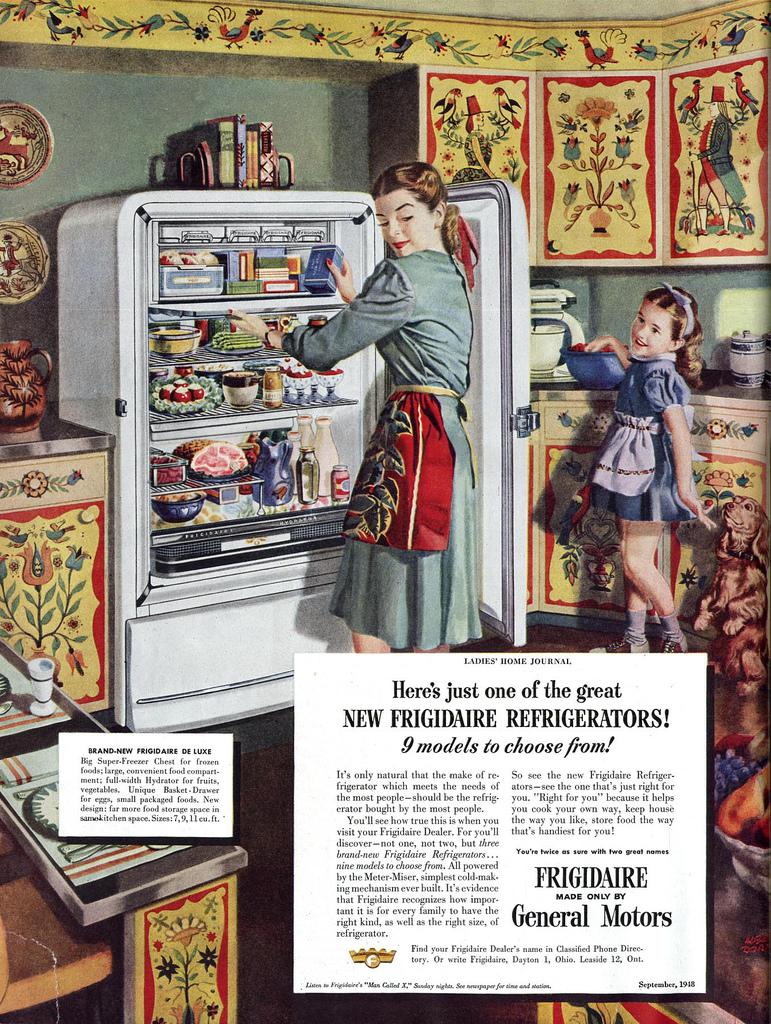 FRIGIDAIRE
HYDRATOR
LADIES' HOME JOURNAL
Here's just one of the great
NEW FRIGIDAIRE REFRIGERATORS!
9 models to choose from!
It's only natural that the make of re-
frigerator which meets the needs of
the most people—should be the refrig-
erator bought by the most people.
You'll see how true this is when you
visit your Frigidaire Dealer. For you'll
discover—not one, not two, but three
brand-new Frigidaire Refrigerators...
nine models to choose from. All powered
by the Meter-Miser, simplest cold-mak-
ing mechanism ever built. It's evidence
that Frigidaire recognizes how impor-
tant it is for every family to have the
right kind, as well as the right size, of
refrigerator.
So see the new Frigidaire Refriger-
ators—see the one that's just right for
you. "Right for you" because it helps
you cook your own way, keep house
the way you like, store food the way
that's handiest for you!
You're twice as sure with two great names
FRIGIDAIRE
MADE ONLY BY
General Motors
Find your Frigidaire Dealer's name in Classified Phone Direc-
tory. Or write Frigidaire, Dayton 1, Ohio. Leaside 12, Ont.
Listen to Frigidaire's "Man Called X," Sunday nights. See newspaper for time and station.
September, 1948
BRAND-NEW FRIGIDAIRE DE LUXE
Big Super-Freezer Chest for frozen
foods; large, convenient food compart-
ment; full-width Hydrator for fruits,
vegetables. Unique Basket-Drawer
for eggs, small packaged foods. New
design: far more food storage space in
same kitchen space. Sizes: 7, 9, 11 cu. ft.